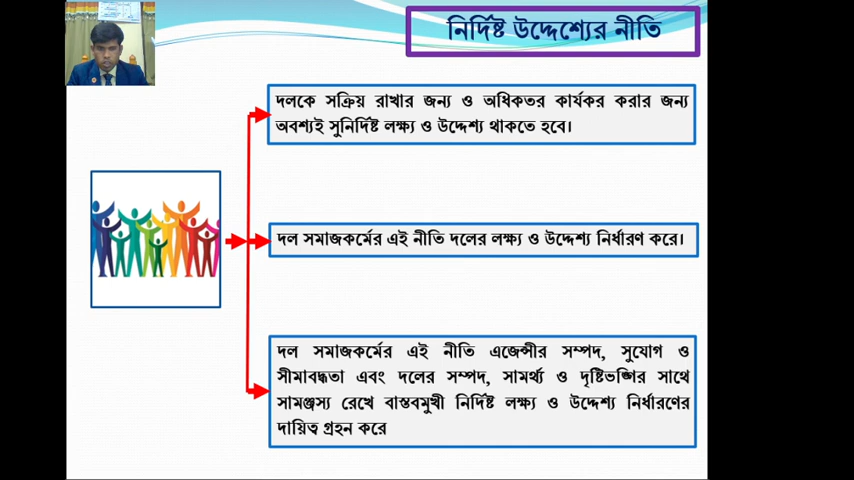 নির্দিষ্ট উদ্দেশ্যের নীতি
দলকে সক্রিয় রাখার জন্য ও অধিকতর কার্যকর করার জন্য
অবশ্যই সুনির্দিষ্ট লক্ষ্য ও উদ্দেশ্য থাকতে হবে।
দল সমাজকর্মের এই নীতি দলের লক্ষ্য ও উদ্দেশ্য নির্ধারণ করে।
দল সমাজকর্মের এই নীতি এজেন্সীর সম্পদ, সুযোগ ও
সীমাবদ্ধতা এবং দলের সম্পদ, সামর্থ্য ও দৃষ্টিভঙ্গির সাথে
সামঞ্জস্য রেখে বাস্তবমুখী নির্দিষ্ট লক্ষ্য ও উদ্দেশ্য নির্ধারণের
দায়িত্ব গ্রহন করে